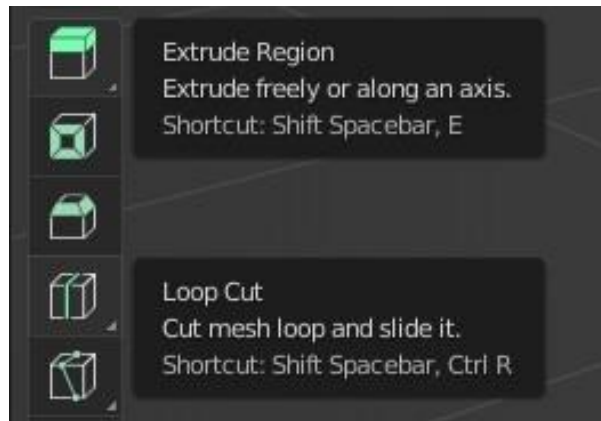 Extrude Region
Extrude freely or along an axis.
Shortcut: Shift Spacebar, E
Loop Cut
Cut mesh loop and slide it.
Shortcut: Shift Spacebar, Ctrl R